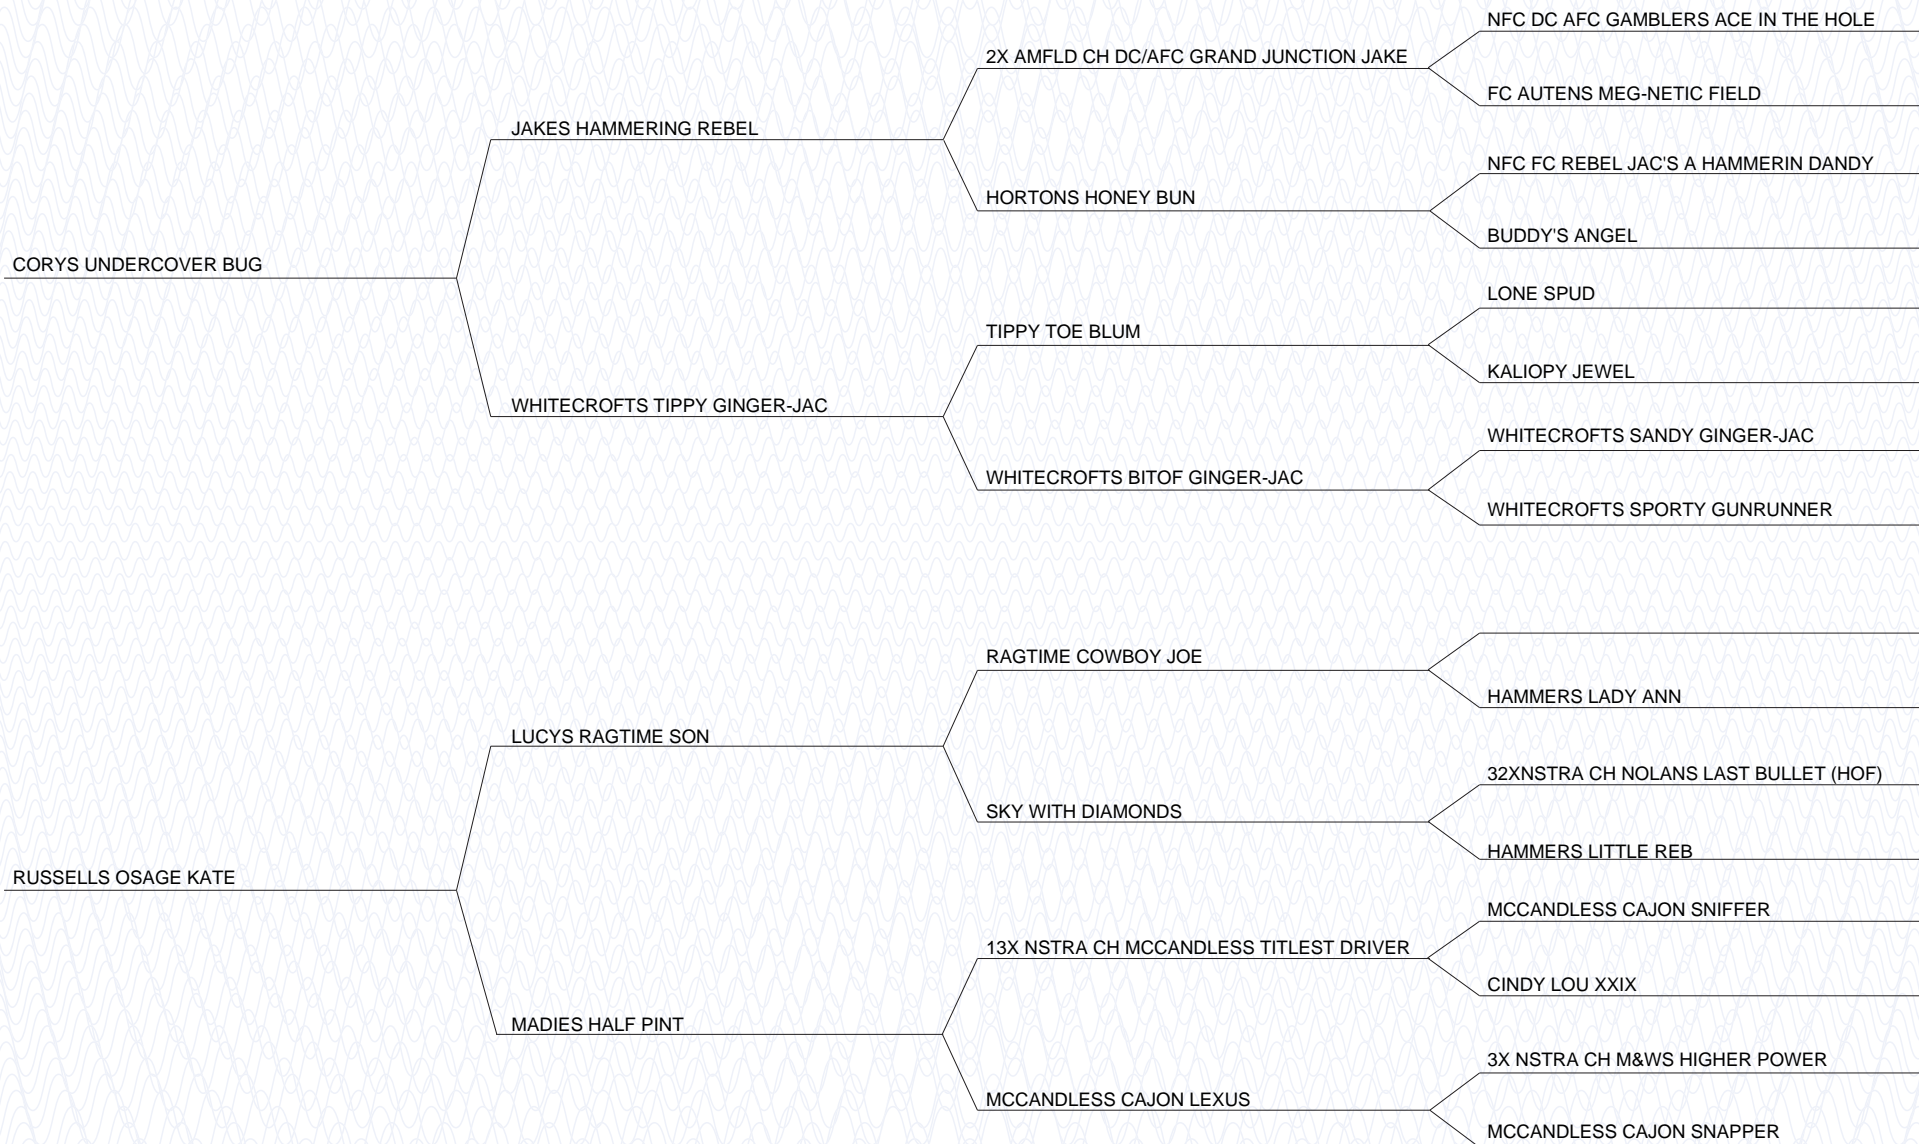 NFC DC AFC GAMBLERS ACE IN THE HOLE
2X AMFLD CH DC/AFC GRAND JUNCTION JAKE
FC AUTENS MEG-NETIC FIELD
JAKES HAMMERING REBEL
NFC FC REBEL JAC'S A HAMMERIN DANDY
HORTONS HONEY BUN
BUDDY'S ANGEL
CORYS UNDERCOVER BUG
LONE SPUD
TIPPY TOE BLUM
KALIOPY JEWEL
WHITECROFTS TIPPY GINGER-JAC
WHITECROFTS SANDY GINGER-JAC
WHITECROFTS BITOF GINGER-JAC
WHITECROFTS SPORTY GUNRUNNER
RAGTIME COWBOY JOE
HAMMERS LADY ANN
LUCYS RAGTIME SON
32XNSTRA CH NOLANS LAST BULLET (HOF)
SKY WITH DIAMONDS
HAMMERS LITTLE REB
RUSSELLS OSAGE KATE
MCCANDLESS CAJON SNIFFER
13X NSTRA CH MCCANDLESS TITLEST DRIVER
CINDY LOU XXIX
MADIES HALF PINT
3X NSTRA CH M&WS HIGHER POWER
MCCANDLESS CAJON LEXUS
MCCANDLESS CAJON SNAPPER